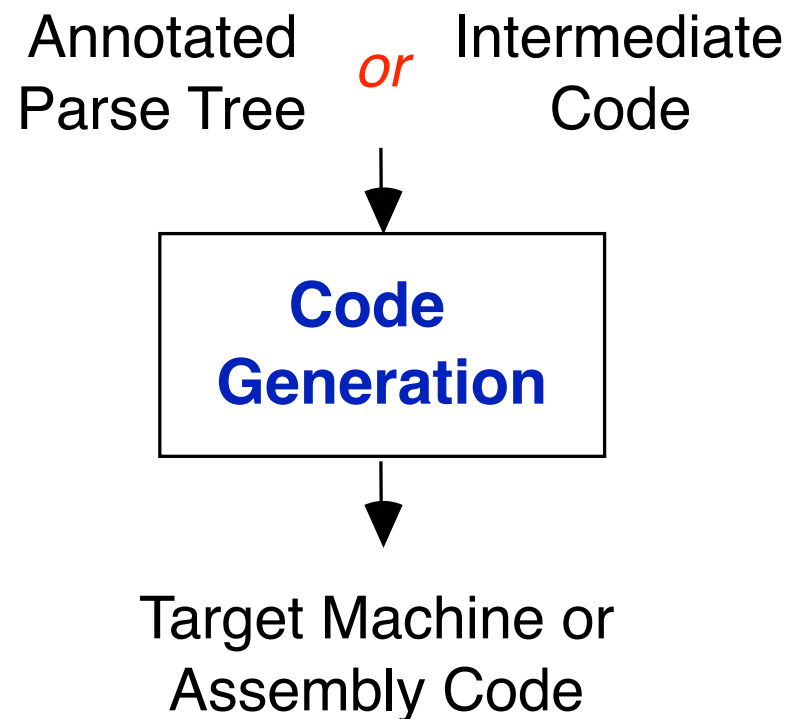 Annotated or Intermediate
Parse Tree Code
Code
Generation
Target Machine or
Assembly Code